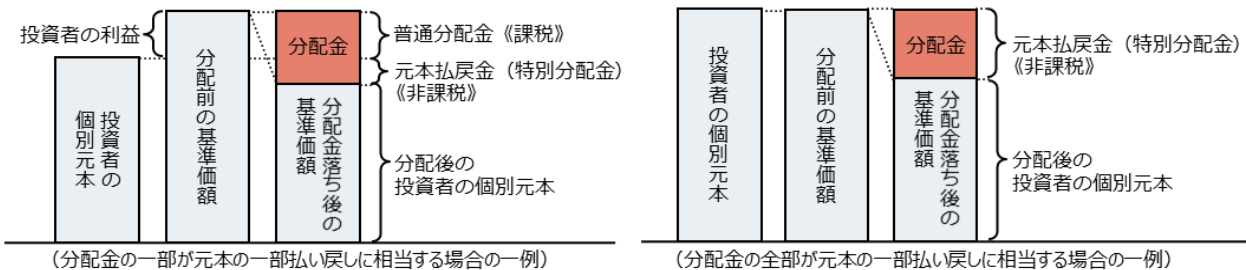 投資者の利益
投資者の
個別元本
分配前の基準価額
分配金
分配金落ち後の
基準価額
普通分配金《課税》
元本払戻金（特別分配金）
《非課税》
分配後の
投資者の個別元本
（分配金の一部が元本の一部払い戻しに相当する場合の一例）
投資者の個別元本
分配前の基準価額
分配金
分配金落ち後の
基準価額
元本払戻金（特別分配金）
《非課税》
分配後の
投資者の個別元本
（分配金の全部が元本の一部払い戻しに相当する場合の一例）